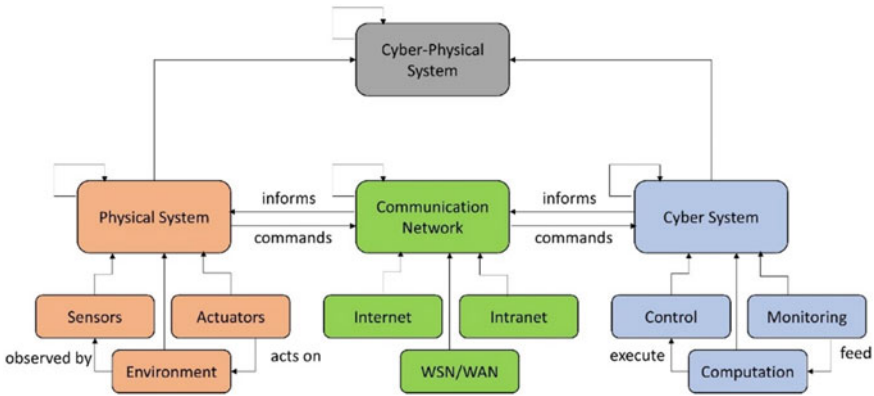 Cyber-Physical
System
informs
informs
Physical System
Communication
Network
Cyber System
commands
commands
Sensors
Actuators
Internet
Intranet
Control
Monitoring
observed by
acts on
execute
feed
Environment
WSN/WAN
Computation